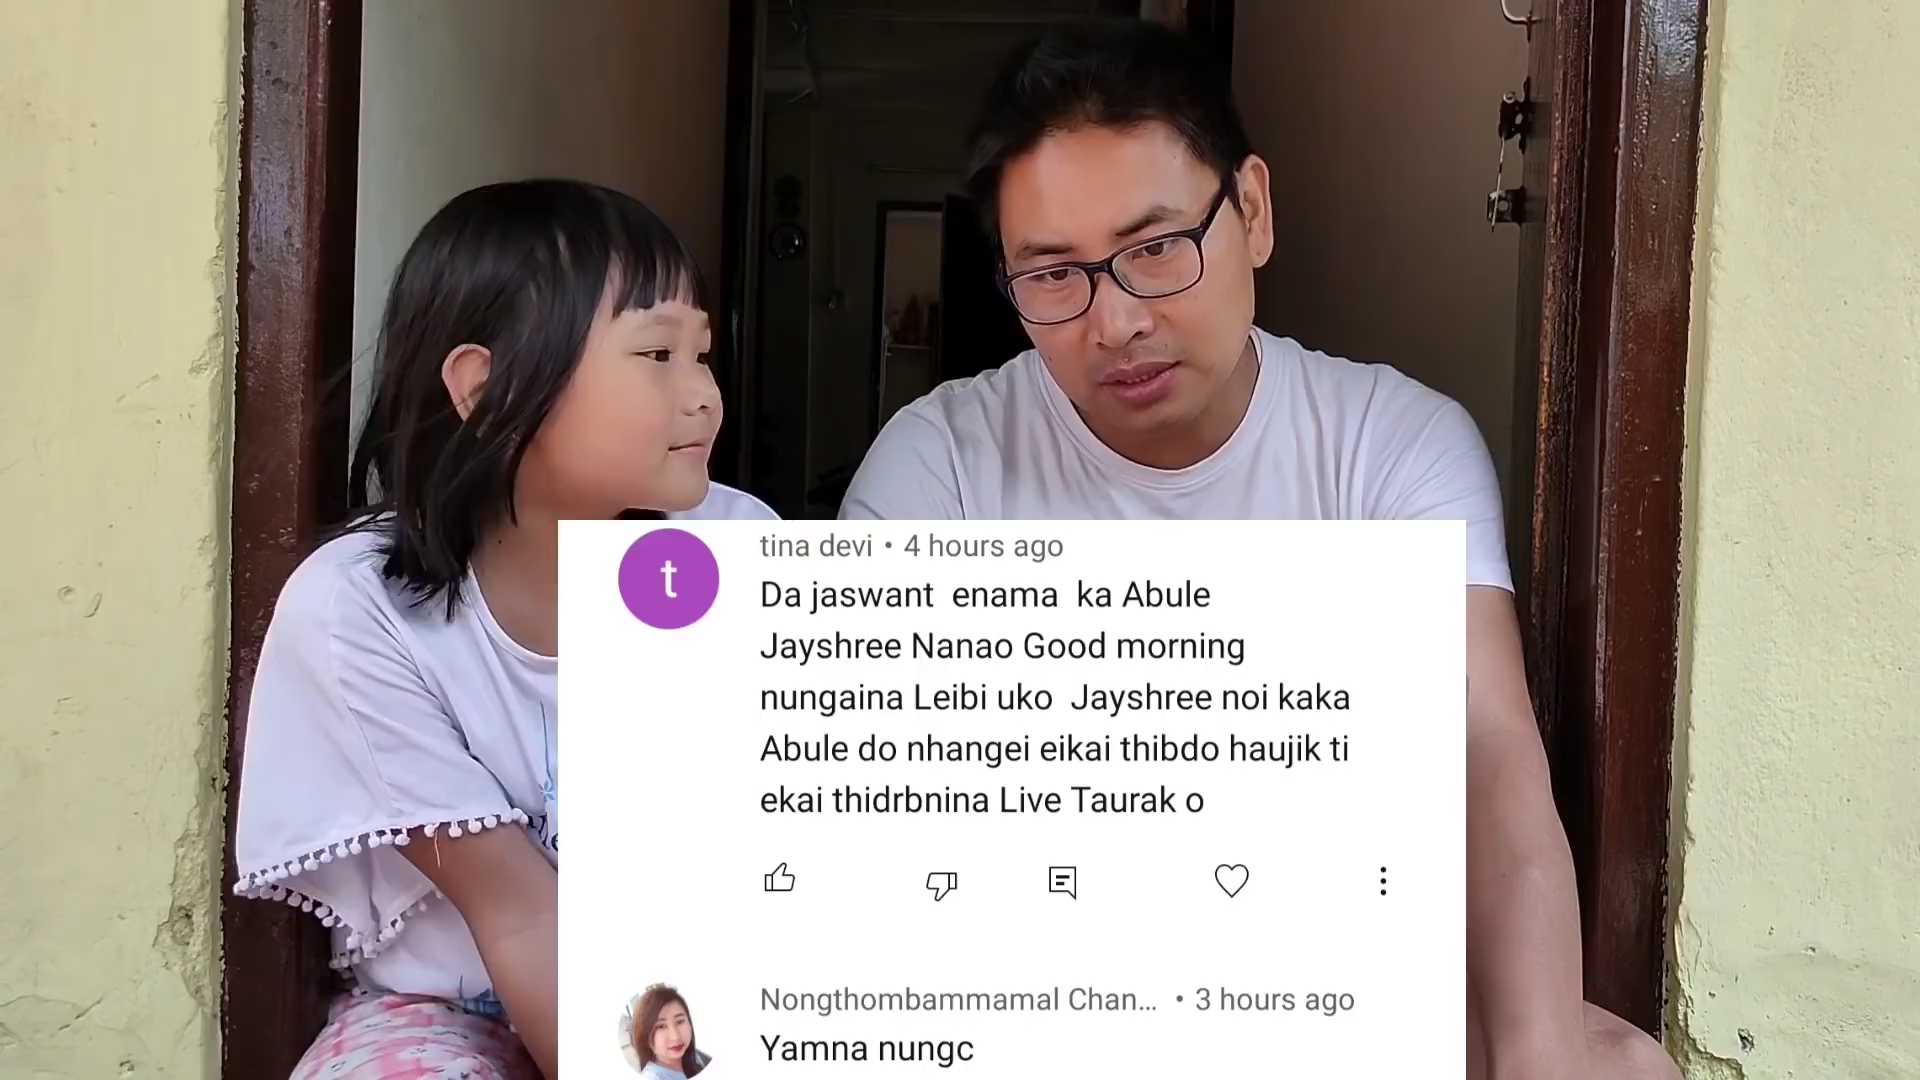 t
tina devi • 4 hours ago
Da jaswant enama ka Abule
Jayshree Nanao Good morning
nungaina Leibi uko Jayshree noi kaka
Abule do nhangei eikai thibdo haujik ti
ekai thidrbnina Live Taurak o
Nongthombammamal Chan... • 3 hours ago
Yamna nungc